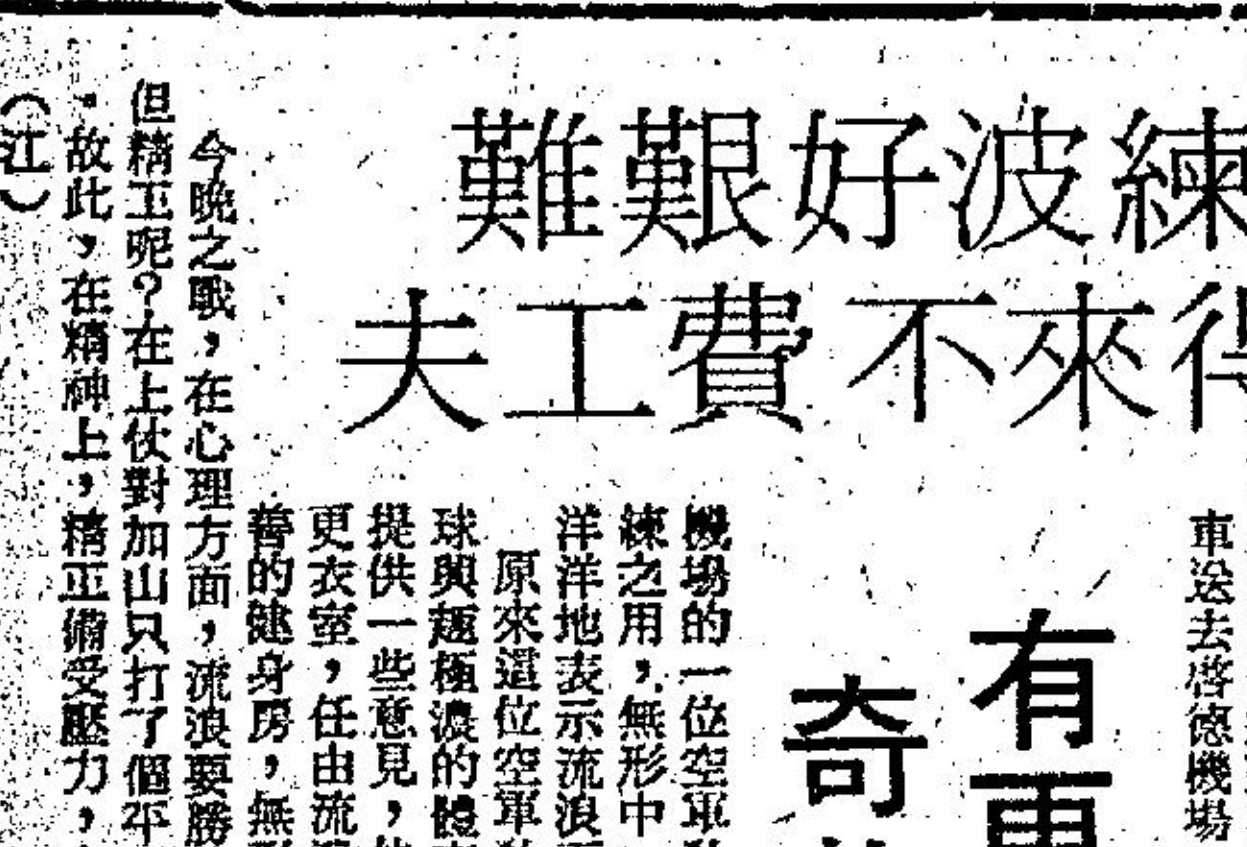 練波好艱難
得來不費工夫
車送去啓德機場
有更
奇
機場的一位空軍
練之用，無形中
洋洋地表示流浪
原來這位空軍
球興趣極濃的體
提供一些意見，
更衣室，任由流
善的健身房，無
今晚之戰，在心理方面，流浪要勝
但精工呢？在上仗對加山只打了個平
。故此，在精神上，精工備受壓力，
（江）